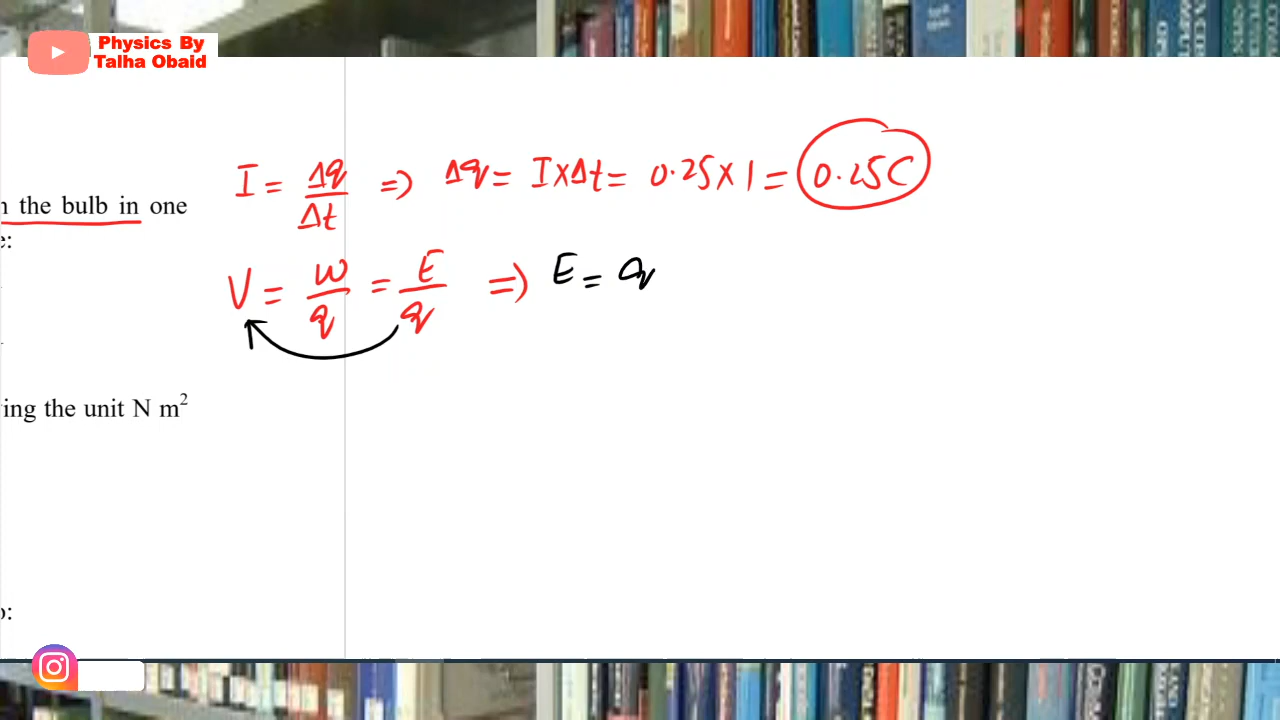 Physics By
Talha Obaid
I = Δq/Δt ⇒ Δq = I×Δt = 0.25×1 = 0.25C
n the bulb in one
e:
V = W/q = E/q ⇒ E = q
ing the unit N m²
o: